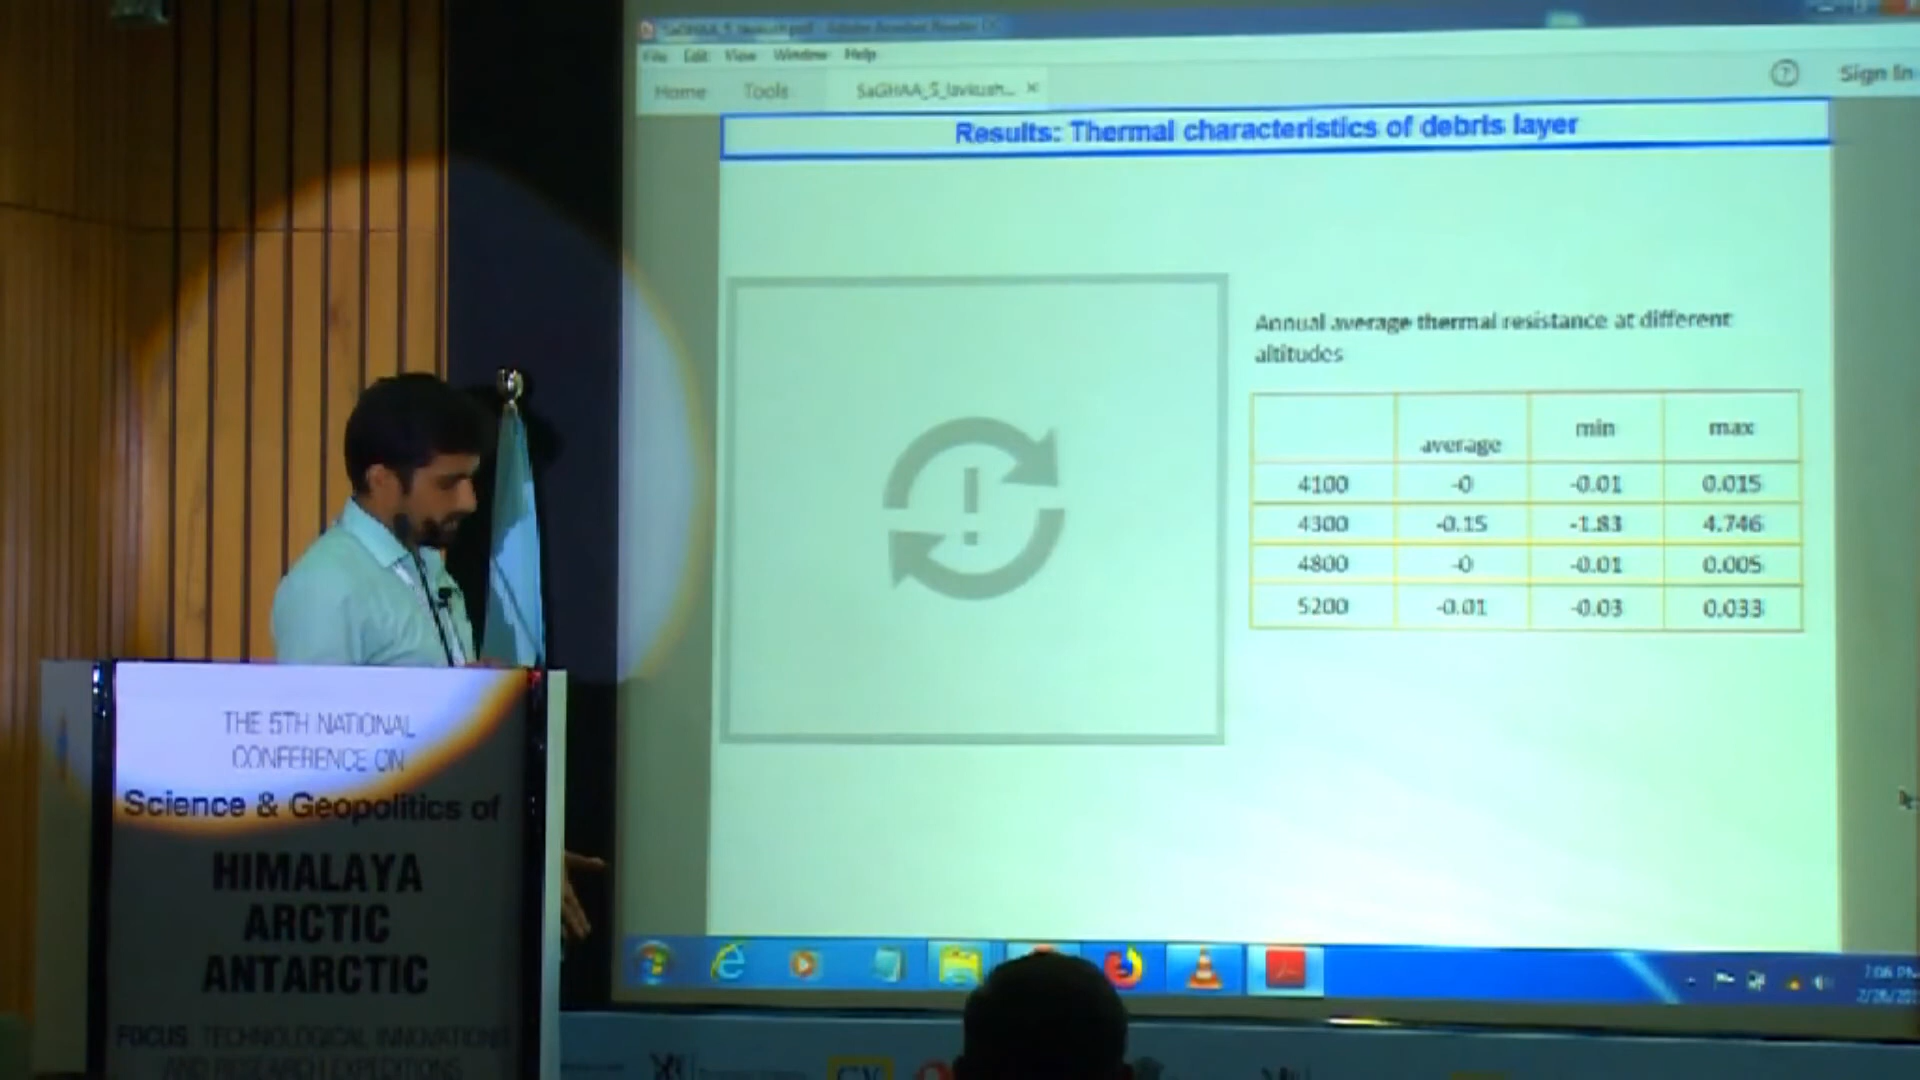 File Edit View Window Help
Home Tools SaGHAA_5_lavkush... ×
Sign In
Results: Thermal characteristics of debris layer
Annual average thermal resistance at different
altitudes
average min max
4100 -0 -0.01 0.015
4300 -0.15 -1.83 4.746
4800 -0 -0.01 0.005
5200 -0.01 -0.03 0.033
THE 5TH NATIONAL
CONFERENCE ON
Science & Geopolitics of
HIMALAYA
ARCTIC
ANTARCTIC
FOCUS TECHNOLOGICAL INNOVATIONS
AND RESEARCH EXPEDITIONS